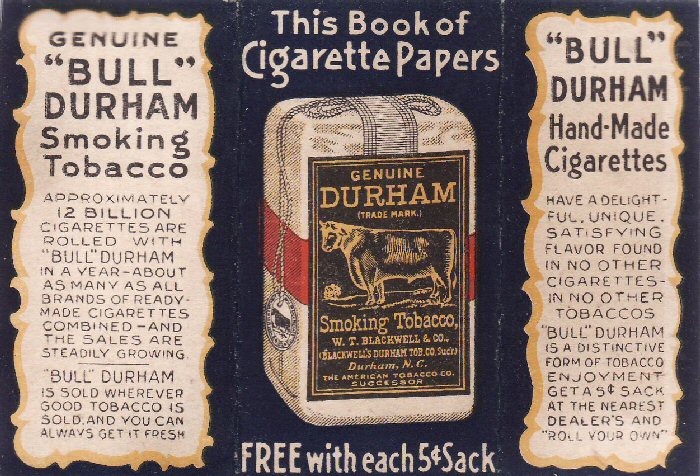 GENUINE
"BULL"
DURHAM
Smoking
Tobacco
APPROXIMATELY
12 BILLION
CIGARETTES ARE
ROLLED WITH
"BULL" DURHAM
IN A YEAR-ABOUT
AS MANY AS ALL
BRANDS OF READY-
MADE CIGARETTES
COMBINED-AND
THE SALES ARE
STEADILY GROWING.
"BULL" DURHAM
IS SOLD WHEREVER
GOOD TOBACCO IS
SOLD, AND YOU CAN
ALWAYS GET IT FRESH
This Book of
Cigarette Papers
GENUINE
DURHAM
(TRADE MARK.)
Smoking Tobacco,
W. T. BLACKWELL & CO.,
(BLACKWELL'S DURHAM TOB. CO. Suc'r)
Durham, N. C.
THE AMERICAN TOBACCO CO.
SUCCESSOR
FREE with each 5¢ Sack
"BULL"
DURHAM
Hand-Made
Cigarettes
HAVE A DELIGHT-
FUL, UNIQUE,
SATISFYING
FLAVOR FOUND
IN NO OTHER
CIGARETTES-
IN NO OTHER
TOBACCOS
"BULL" DURHAM
IS A DISTINCTIVE
FORM OF TOBACCO
ENJOYMENT
GET A 5¢ SACK
AT THE NEAREST
DEALER'S AND
"ROLL YOUR OWN"